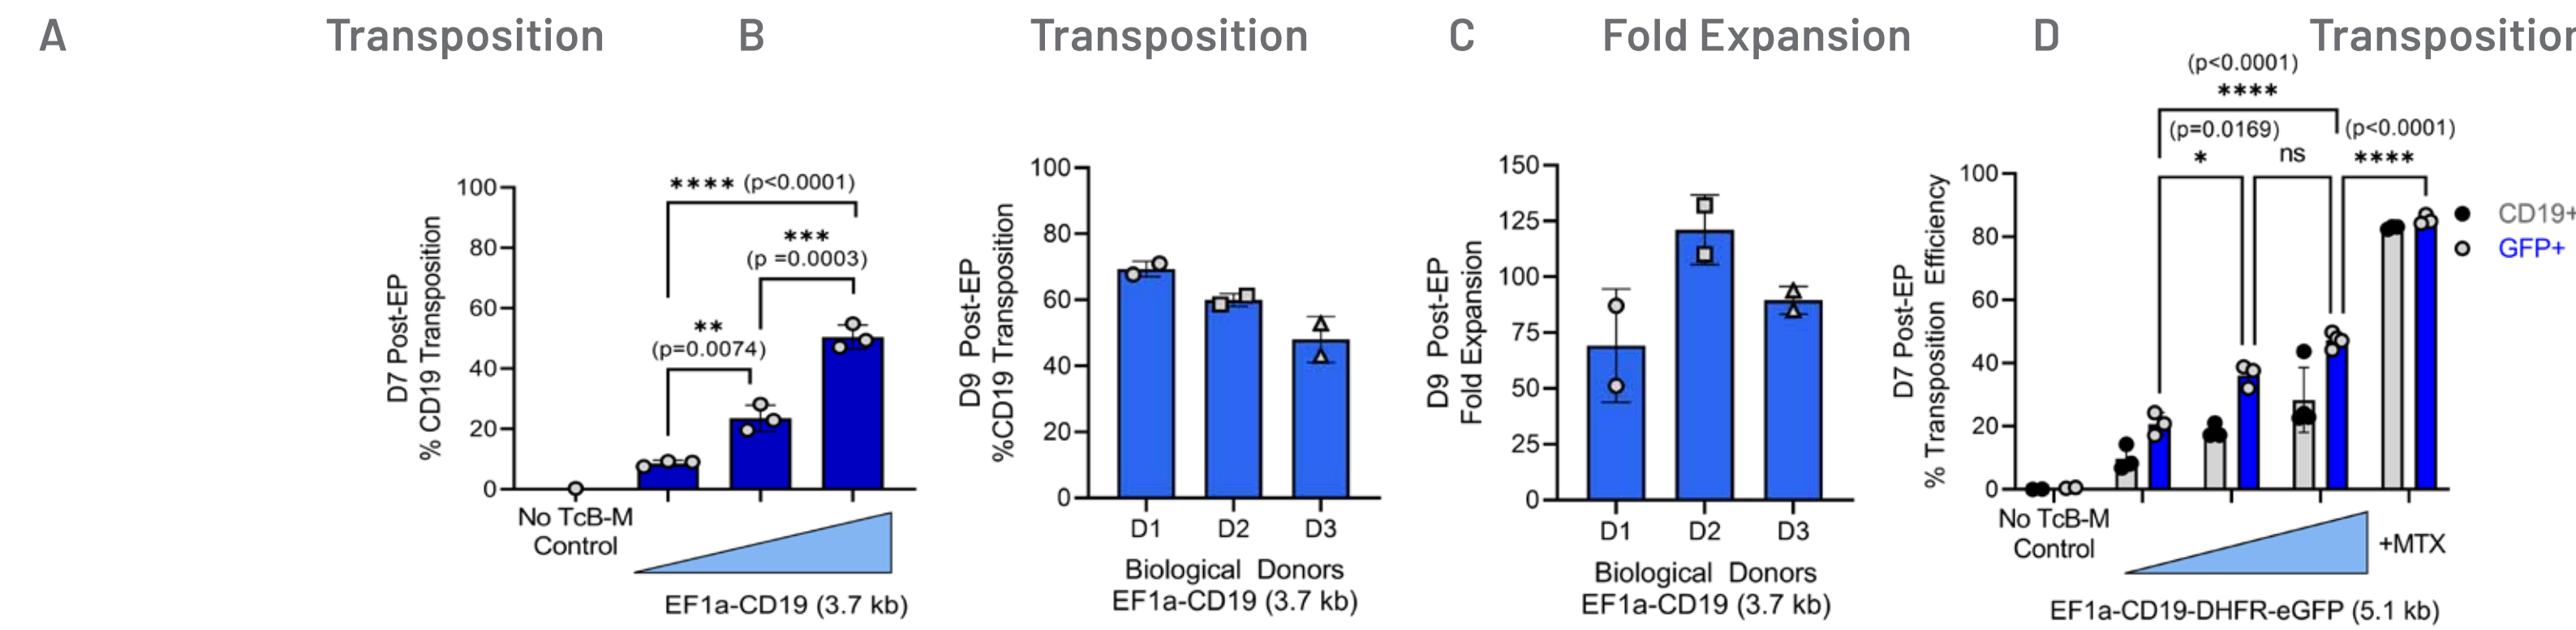 A Transposition
B Transposition
C Fold Expansion
D Transposition
**** (p<0.0001)
***
(p =0.0003)
**
(p=0.0074)
D7 Post-EP
% CD19 Transposition
100
80
60
40
20
0
No TcB-M
Control
EF1a-CD19 (3.7 kb)
D9 Post-EP
%CD19 Transposition
100
80
60
40
20
0
D1 D2 D3
Biological Donors
EF1a-CD19 (3.7 kb)
D9 Post-EP
Fold Expansion
150
125
100
75
50
25
0
D1 D2 D3
Biological Donors
EF1a-CD19 (3.7 kb)
(p<0.0001)
****
(p=0.0169) (p<0.0001)
* ns ****
D7 Post-EP
% Transposition Efficiency
100
80
60
40
20
0
CD19+
GFP+
No TcB-M
Control
+MTX
EF1a-CD19-DHFR-eGFP (5.1 kb)